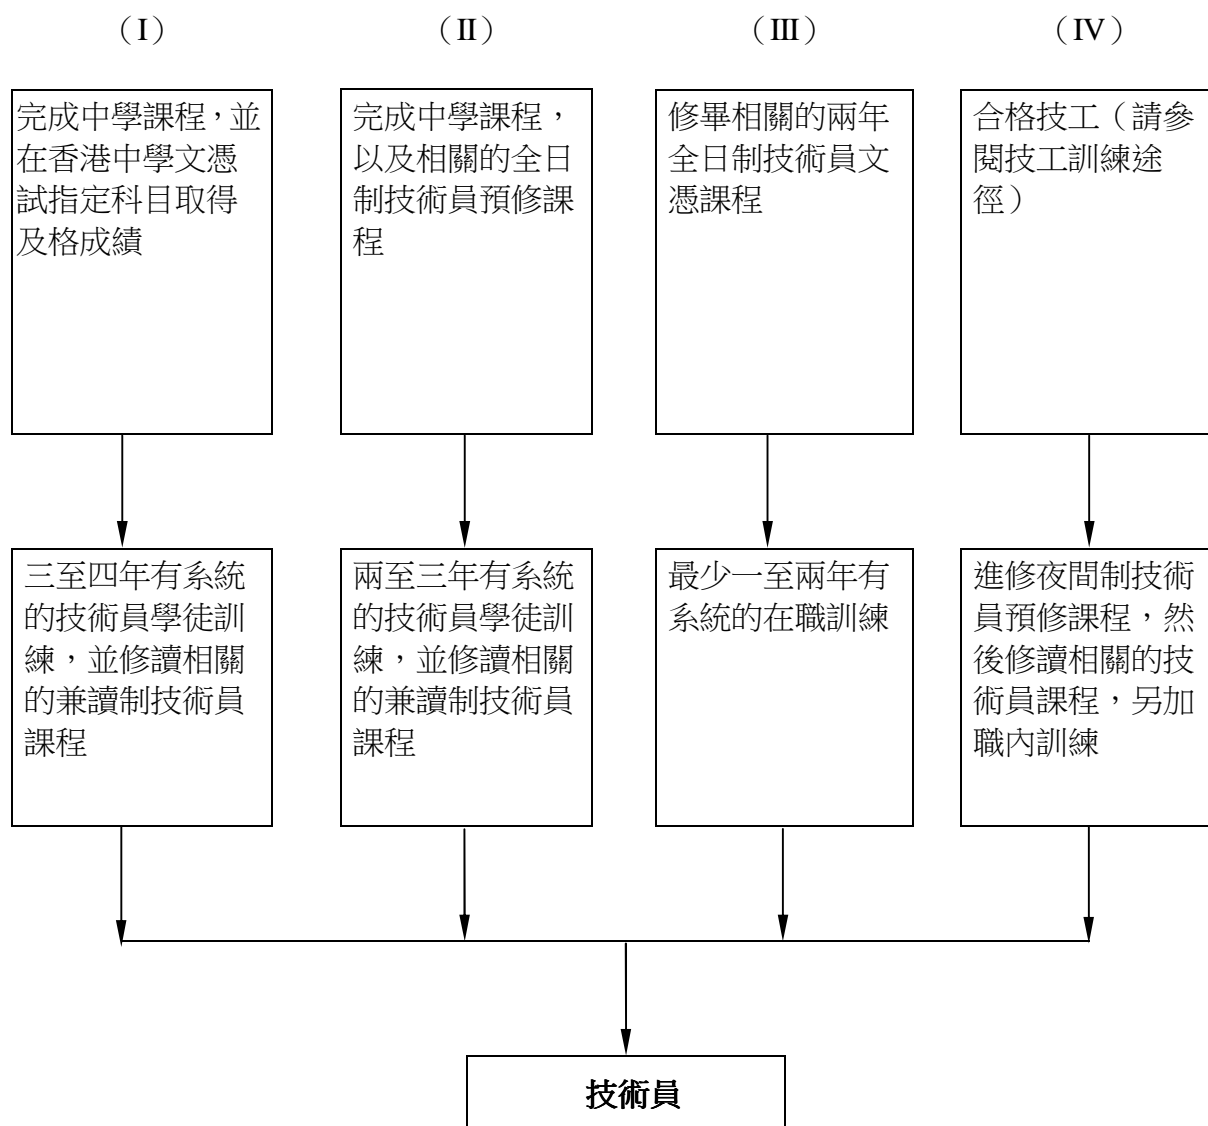 （I）
（II）
（III）
（IV）
完成中學課程，並
在香港中學文憑
試指定科目取得
及格成績
完成中學課程，
以及相關的全日
制技術員預修課
程
修畢相關的兩年
全日制技術員文
憑課程
合格技工（請參
閱技工訓練途
徑）
三至四年有系統
的技術員學徒訓
練，並修讀相關
的兼讀制技術員
課程
兩至三年有系統
的技術員學徒訓
練，並修讀相關
的兼讀制技術員
課程
最少一至兩年有
系統的在職訓練
進修夜間制技術
員預修課程，然
後修讀相關的技
術員課程，另加
職內訓練
技術員